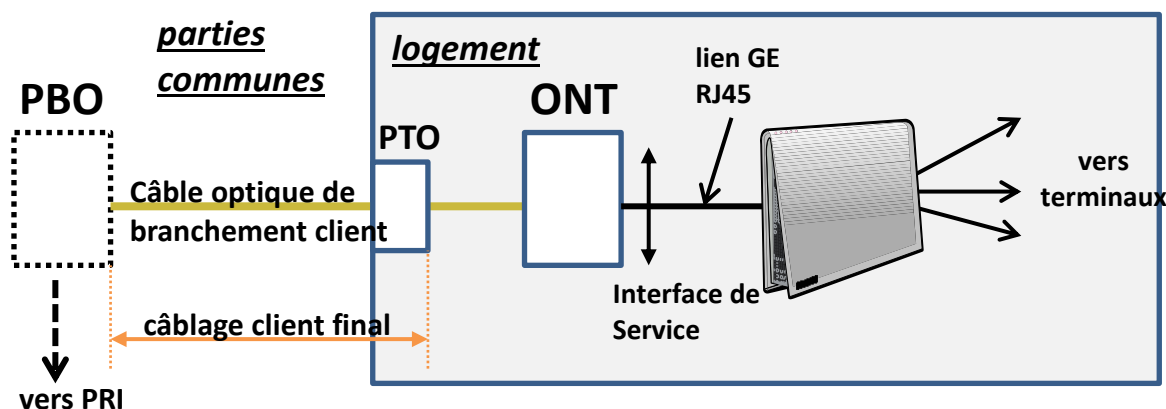 parties
communes
logement
lien GE
RJ45
PBO
ONT
PTO
vers
terminaux
Câble optique de
branchement client
Interface de
Service
câblage client final
vers PRI